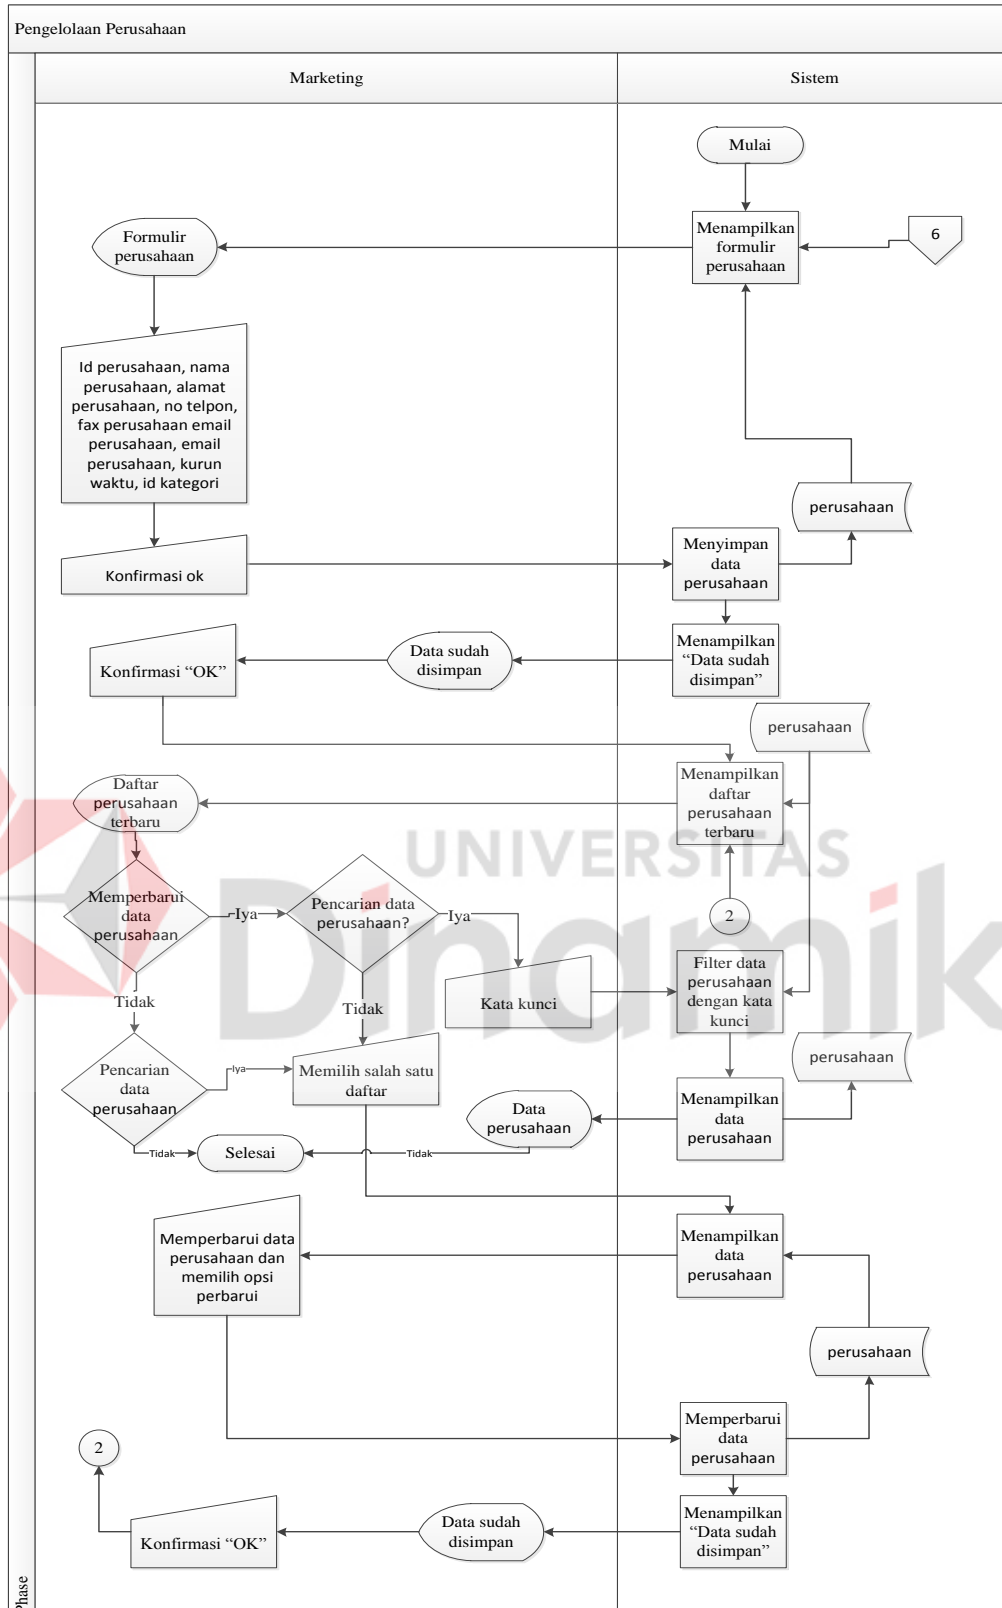 Pengelolaan Perusahaan
Marketing
Sistem
Mulai
Menampilkan
formulir
perusahaan
6
Formulir
perusahaan
Id perusahaan, nama
perusahaan, alamat
perusahaan, no telpon,
fax perusahaan email
perusahaan, email
perusahaan, kurun
waktu, id kategori
perusahaan
Konfirmasi ok
Menyimpan
data
perusahaan
Konfirmasi “OK”
Data sudah
disimpan
Menampilkan
“Data sudah
disimpan”
perusahaan
Daftar
perusahaan
terbaru
Menampilkan
daftar
perusahaan
terbaru
UNIVERSITAS
Dinamika
Memperbarui
data
perusahaan
Iya
Pencarian data
perusahaan?
Iya
2
Tidak
Tidak
Kata kunci
Filter data
perusahaan
dengan kata
kunci
Pencarian
data
perusahaan
Iya
Memilih salah satu
daftar
perusahaan
Data
perusahaan
Menampilkan
data
perusahaan
Tidak
Selesai
Tidak
Memperbarui data
perusahaan dan
memilih opsi
perbarui
Menampilkan
data
perusahaan
perusahaan
Memperbarui
data
perusahaan
2
Konfirmasi “OK”
Data sudah
disimpan
Menampilkan
“Data sudah
disimpan”
Phase